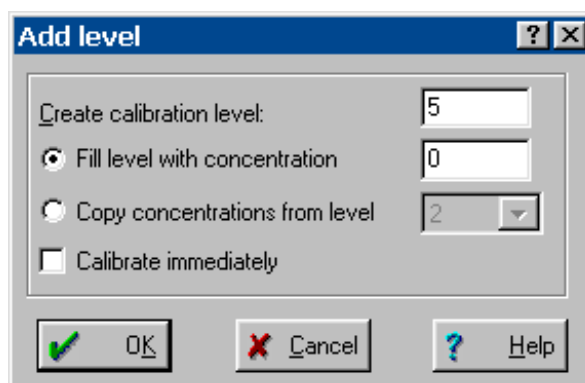 Add level
Create calibration level: 5
Fill level with concentration 0
Copy concentrations from level 2
Calibrate immediately
OK Cancel Help